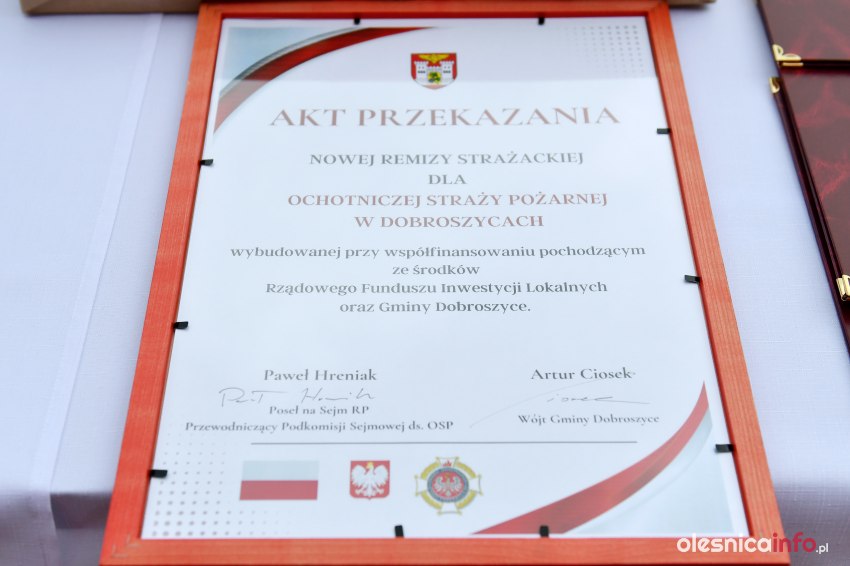 AKT PRZEKAZANIA
NOWEJ REMIZY STRAŻACKIEJ
DLA
OCHOTNICZEJ STRAŻY POŻARNEJ
W DOBROSZYCACH
wybudowanej przy współfinansowaniu pochodzącym
ze środków
Rządowego Funduszu Inwestycji Lokalnych
oraz Gminy Dobroszyce.
Paweł Hreniak
Poseł na Sejm RP
Przewodniczący Podkomisji Sejmowej ds. OSP
Artur Ciosek
Wójt Gminy Dobroszyce
olesnicainfo.pl